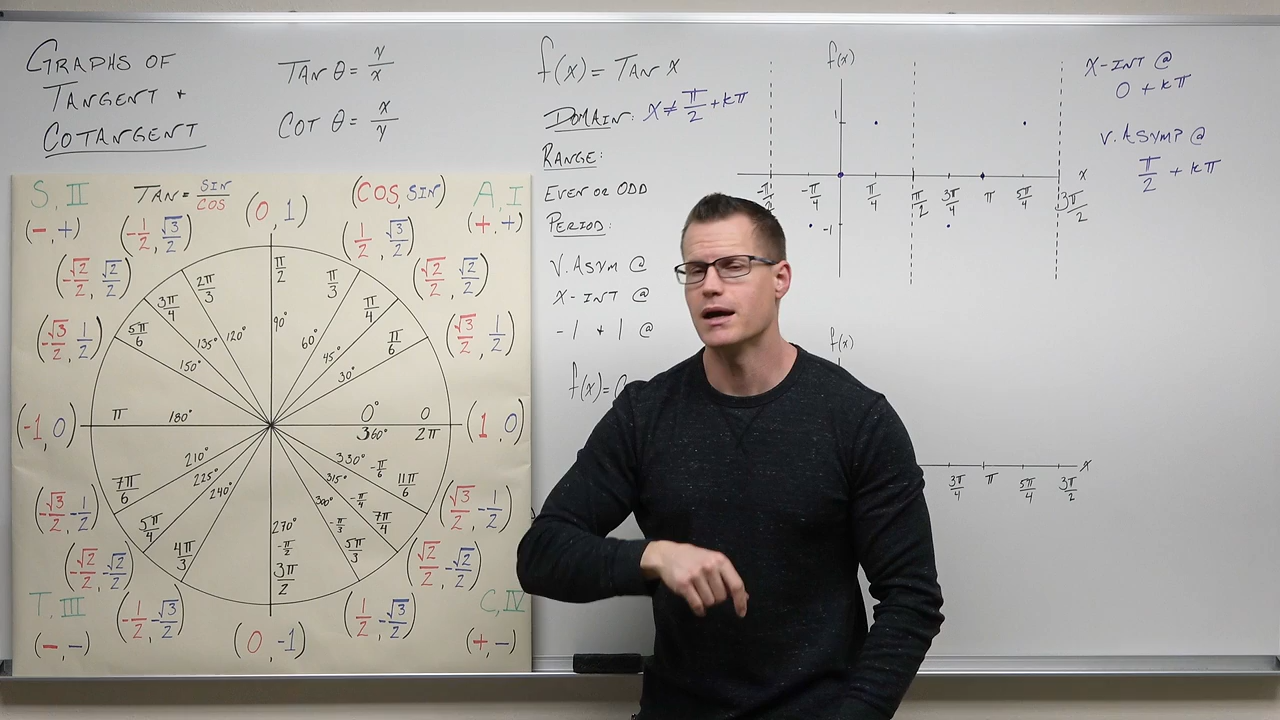 GRAPHS OF
TANGENT +
COTANGENT
TAN θ = y/x
COT θ = x/y
f(x) = TAN X
DOMAIN: X ≠ π/2 + kπ
RANGE:
EVEN OR ODD
PERIOD:
V. ASYM @
X-INT @
-1 + 1 @
f(x) =
f(x)
1
-1
-π/2 -π/4 π/4 π/2 3π/4 π 5π/4 3π/2
x
X-INT @
0 + kπ
V. ASYMP @
π/2 + kπ
f(x)
3π/4 π 5π/4 3π/2
x
S, II
TAN = SIN/COS
(COS, SIN)
A, I
(-, +)
(+, +)
(0, 1)
(-1/2, √3/2)
(1/2, √3/2)
(-√2/2, √2/2)
(√2/2, √2/2)
(-√3/2, 1/2)
(√3/2, 1/2)
π/2
2π/3
π/3
3π/4
π/4
5π/6
π/6
90°
120°
60°
135°
45°
150°
30°
(-1, 0)
π
180°
0°
0
360°
2π
(1, 0)
210°
330°
-π/6
225°
315°
240°
300°
-π/4
-π/3
7π/6
11π/6
5π/4
7π/4
4π/3
5π/3
270°
-π/2
3π/2
(-√3/2, -1/2)
(√3/2, -1/2)
(-√2/2, -√2/2)
(√2/2, -√2/2)
T, III
(-1/2, -√3/2)
(1/2, -√3/2)
C, IV
(-, -)
(0, -1)
(+, -)